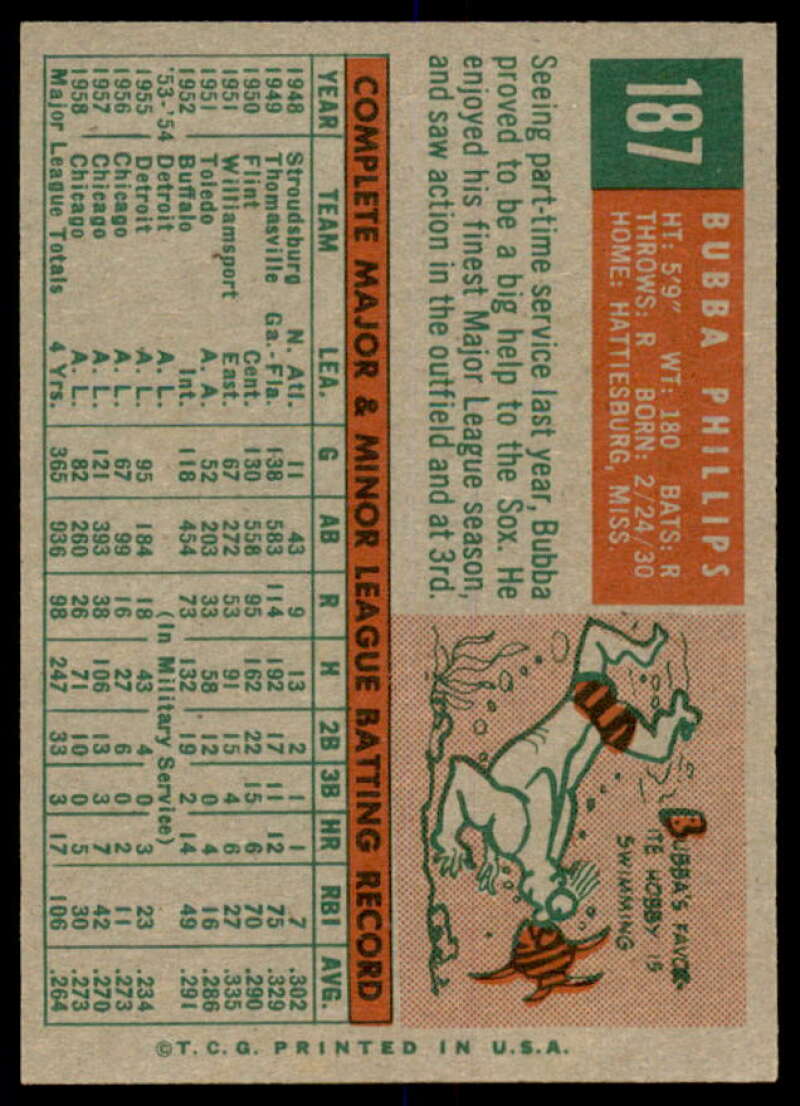 187
BUBBA PHILLIPS
HT: 5'9" WT: 180 BATS: R
THROWS: R BORN: 2/24/30
HOME: HATTIESBURG, MISS.
Seeing part-time service last year, Bubba
proved to be a big help to the Sox. He
enjoyed his finest Major League season,
and saw action in the outfield and at 3rd.
BUBBA'S FAVOR-
ITE HOBBY IS
SWIMMING
COMPLETE MAJOR & MINOR LEAGUE BATTING RECORD
YEAR TEAM LEA. G AB R H 2B 3B HR RBI AVG.
1948 Stroudsburg N. Atl. 11 43 9 13 2 1 1 7 .302
1949 Thomasville Ga.-Fla. 138 583 114 192 17 11 12 75 .329
1950 Flint Cent. 130 558 95 162 22 15 6 70 .290
1951 Williamsport East. 67 272 53 91 15 4 6 27 .335
1951 Toledo A. A. 52 203 33 58 12 0 4 16 .286
1952 Buffalo Int. 118 454 73 132 19 2 14 49 .291
'53-'54 Detroit A. L. (In Military Service)
1955 Detroit A. L. 95 184 18 43 4 0 3 23 .234
1956 Chicago A. L. 67 99 16 27 6 0 2 11 .273
1957 Chicago A. L. 121 393 38 106 13 3 7 42 .270
1958 Chicago A. L. 82 260 26 71 10 0 5 30 .273
Major League Totals 4 Yrs. 365 936 98 247 33 3 17 106 .264
©T.C.G. PRINTED IN U.S.A.